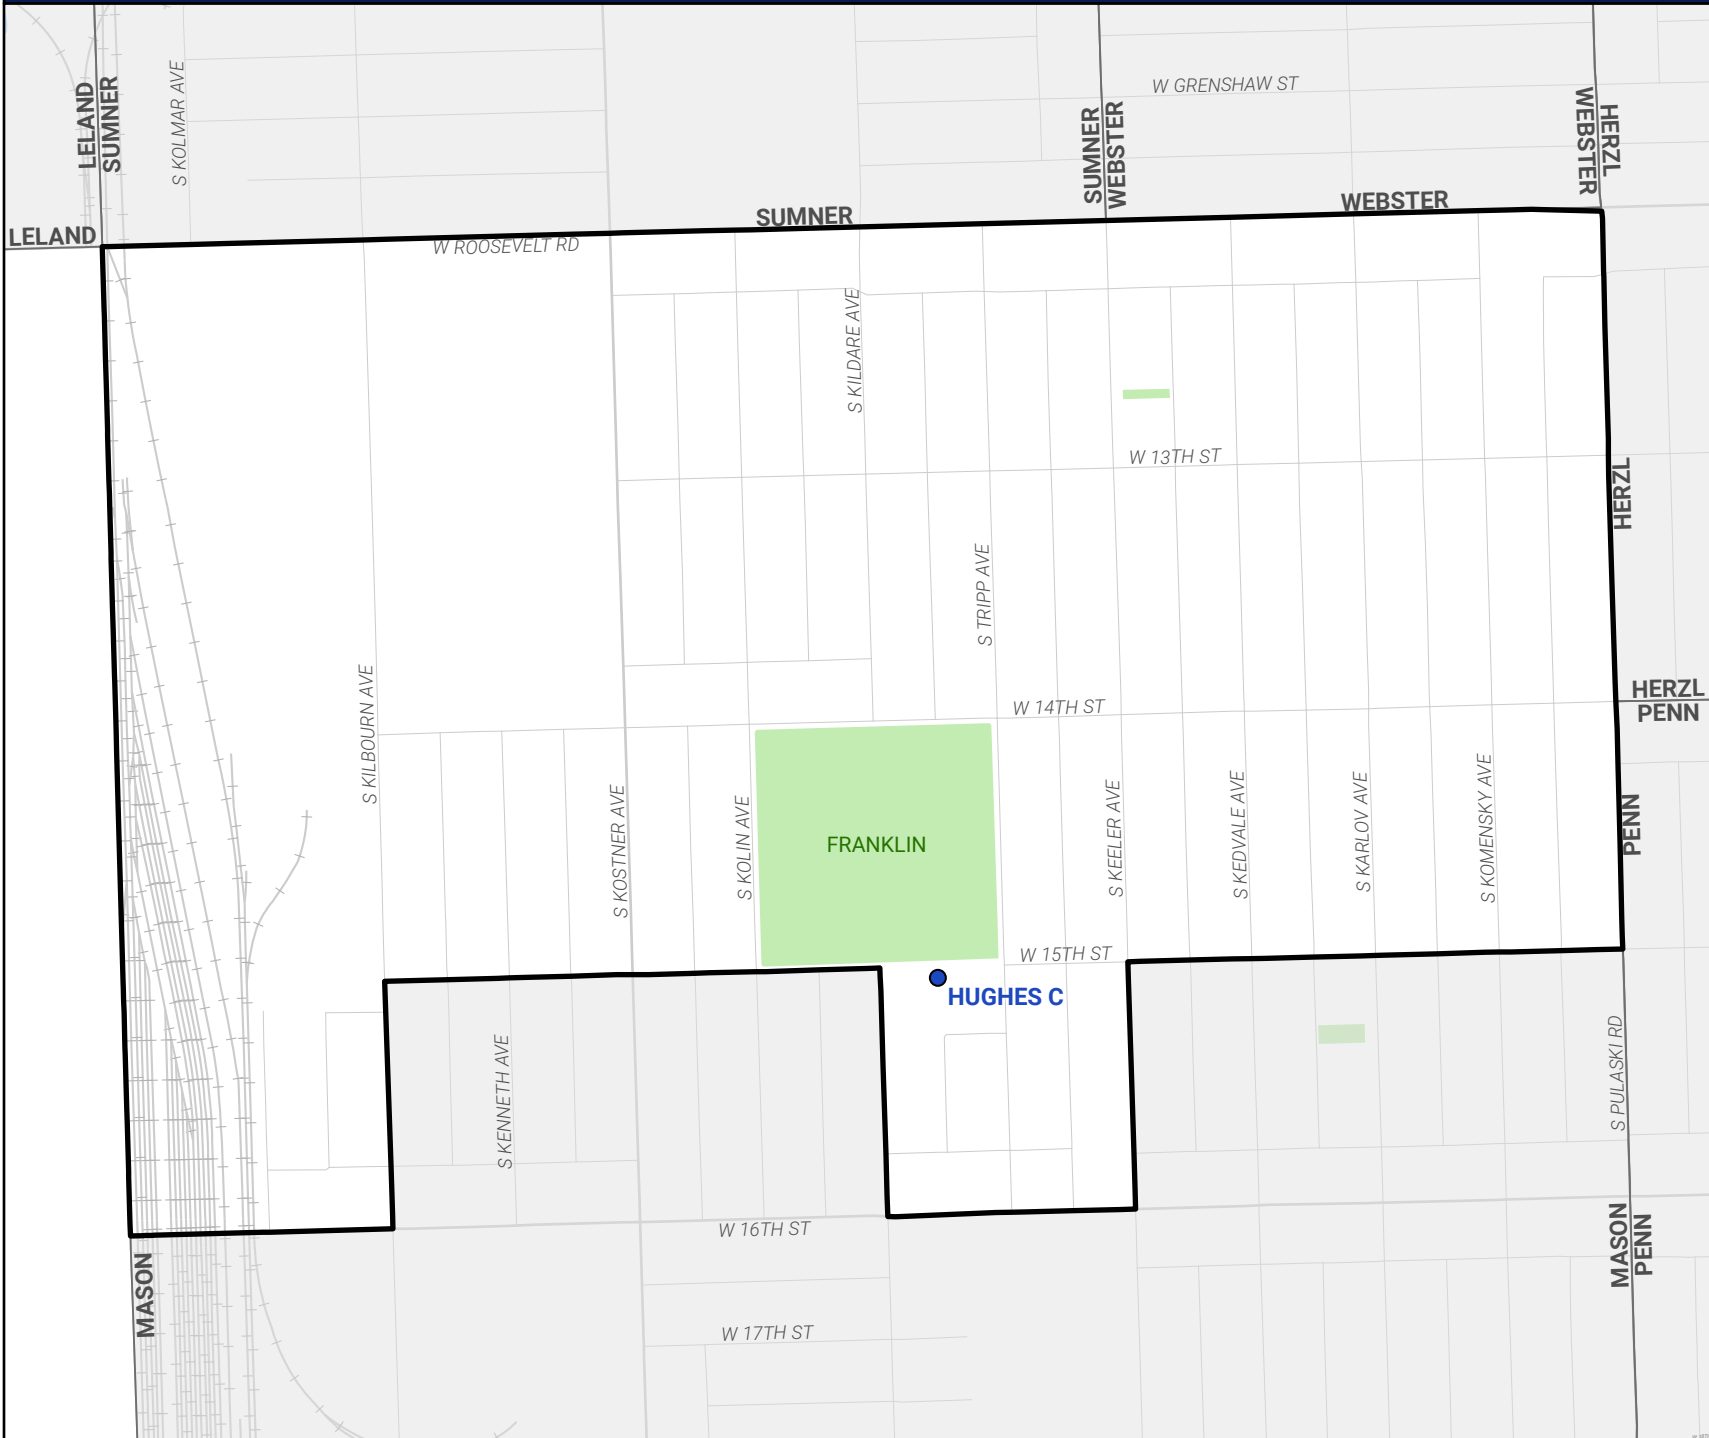 LELAND
SUMNER
S KOLMAR AVE
W GRENSHAW ST
SUMNER
WEBSTER
WEBSTER
HERZL
LELAND
SUMNER
WEBSTER
W ROOSEVELT RD
S KILDARE AVE
W 13TH ST
HERZL
S TRIPP AVE
S KILBOURN AVE
W 14TH ST
HERZL
PENN
S KOSTNER AVE
S KOLIN AVE
FRANKLIN
S KEELER AVE
S KEDVALE AVE
S KARLOV AVE
S KOMENSKY AVE
PENN
W 15TH ST
HUGHES C
S KENNETH AVE
S PULASKI RD
W 16TH ST
MASON
MASON
PENN
W 17TH ST